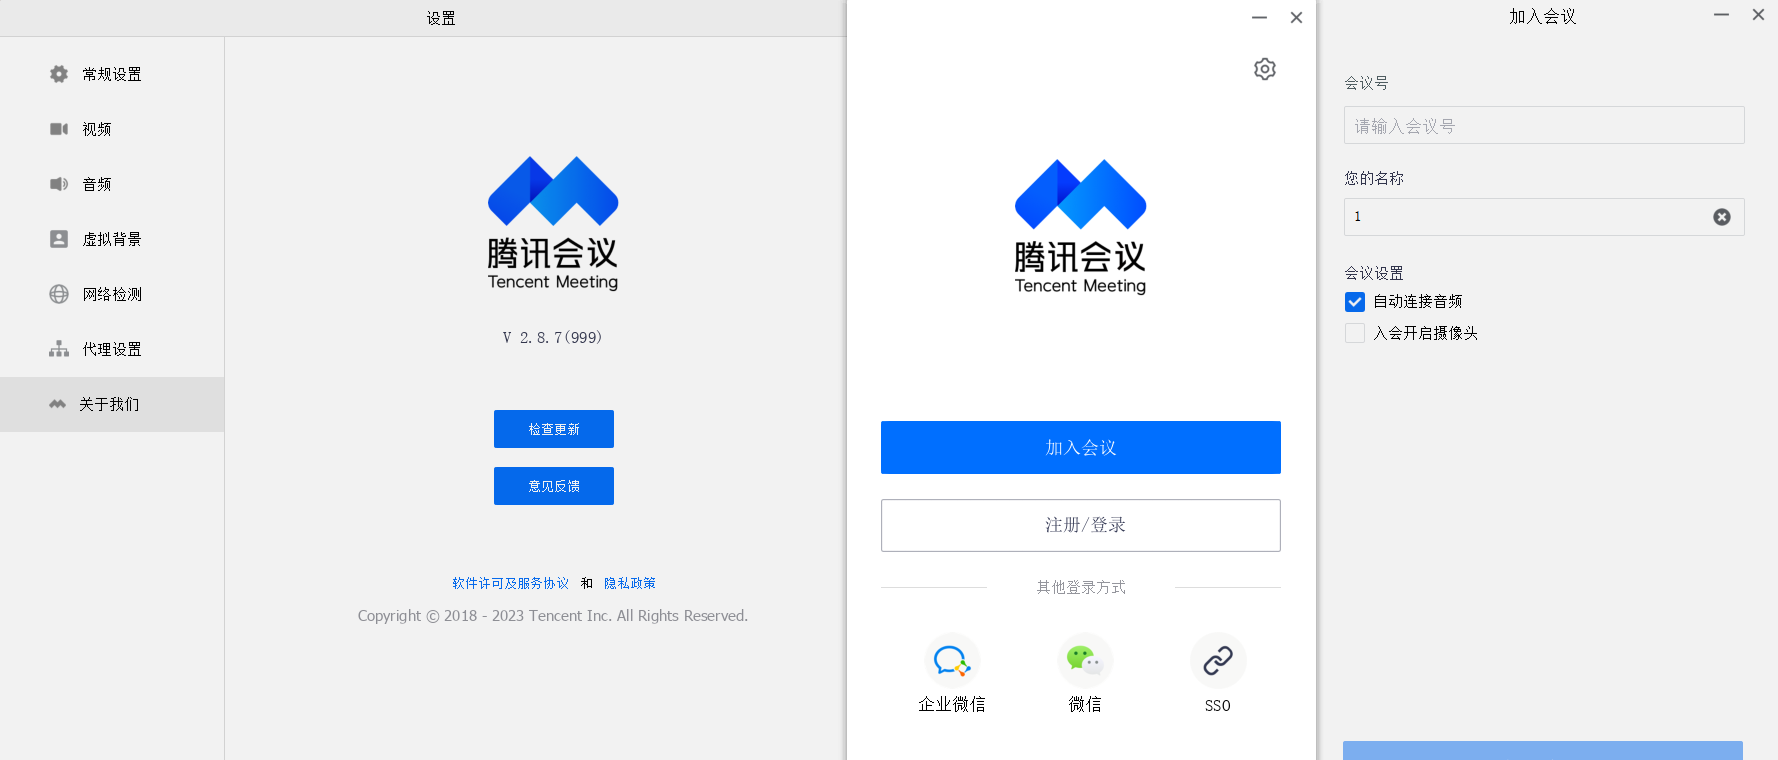 设置
常规设置
视频
音频
虚拟背景
网络检测
代理设置
关于我们
腾讯会议
Tencent Meeting
V 2.8.7(999)
检查更新
意见反馈
软件许可及服务协议 和 隐私政策
Copyright © 2018 - 2023 Tencent Inc. All Rights Reserved.
腾讯会议
Tencent Meeting
加入会议
注册/登录
其他登录方式
企业微信
微信
SSO
加入会议
会议号
请输入会议号
您的名称
1
会议设置
自动连接音频
入会开启摄像头